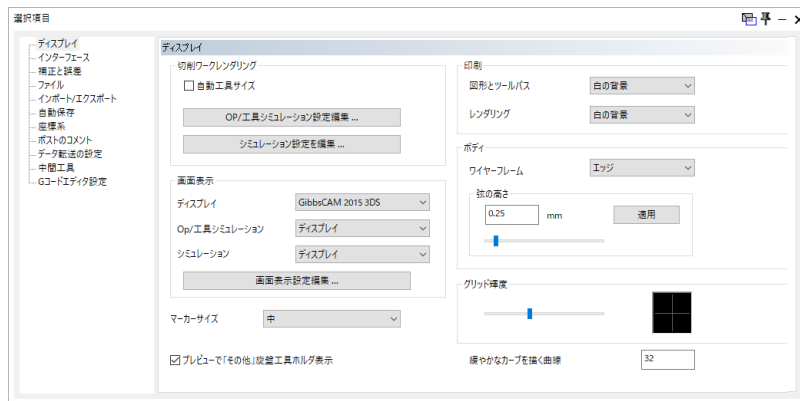 選択項目
ディスプレイ
インターフェース
補正と誤差
ファイル
インポート/エクスポート
自動保存
座標系
ポストのコメント
データ転送の設定
中間工具
Gコードエディタ設定
ディスプレイ
切削ワークレンダリング
自動工具サイズ
OP/工具シミュレーション設定編集 ...
シミュレーション設定を編集 ...
画面表示
ディスプレイ GibbsCAM 2015 3DS
Op/工具シミュレーション ディスプレイ
シミュレーション ディスプレイ
画面表示設定編集 ...
マーカーサイズ 中
プレビューで「その他」旋盤工具ホルダ表示
印刷
図形とツールパス 白の背景
レンダリング 白の背景
ボディ
ワイヤーフレーム エッジ
弦の高さ
0.25 mm 適用
グリッド輝度
緩やかなカーブを描く曲線 32